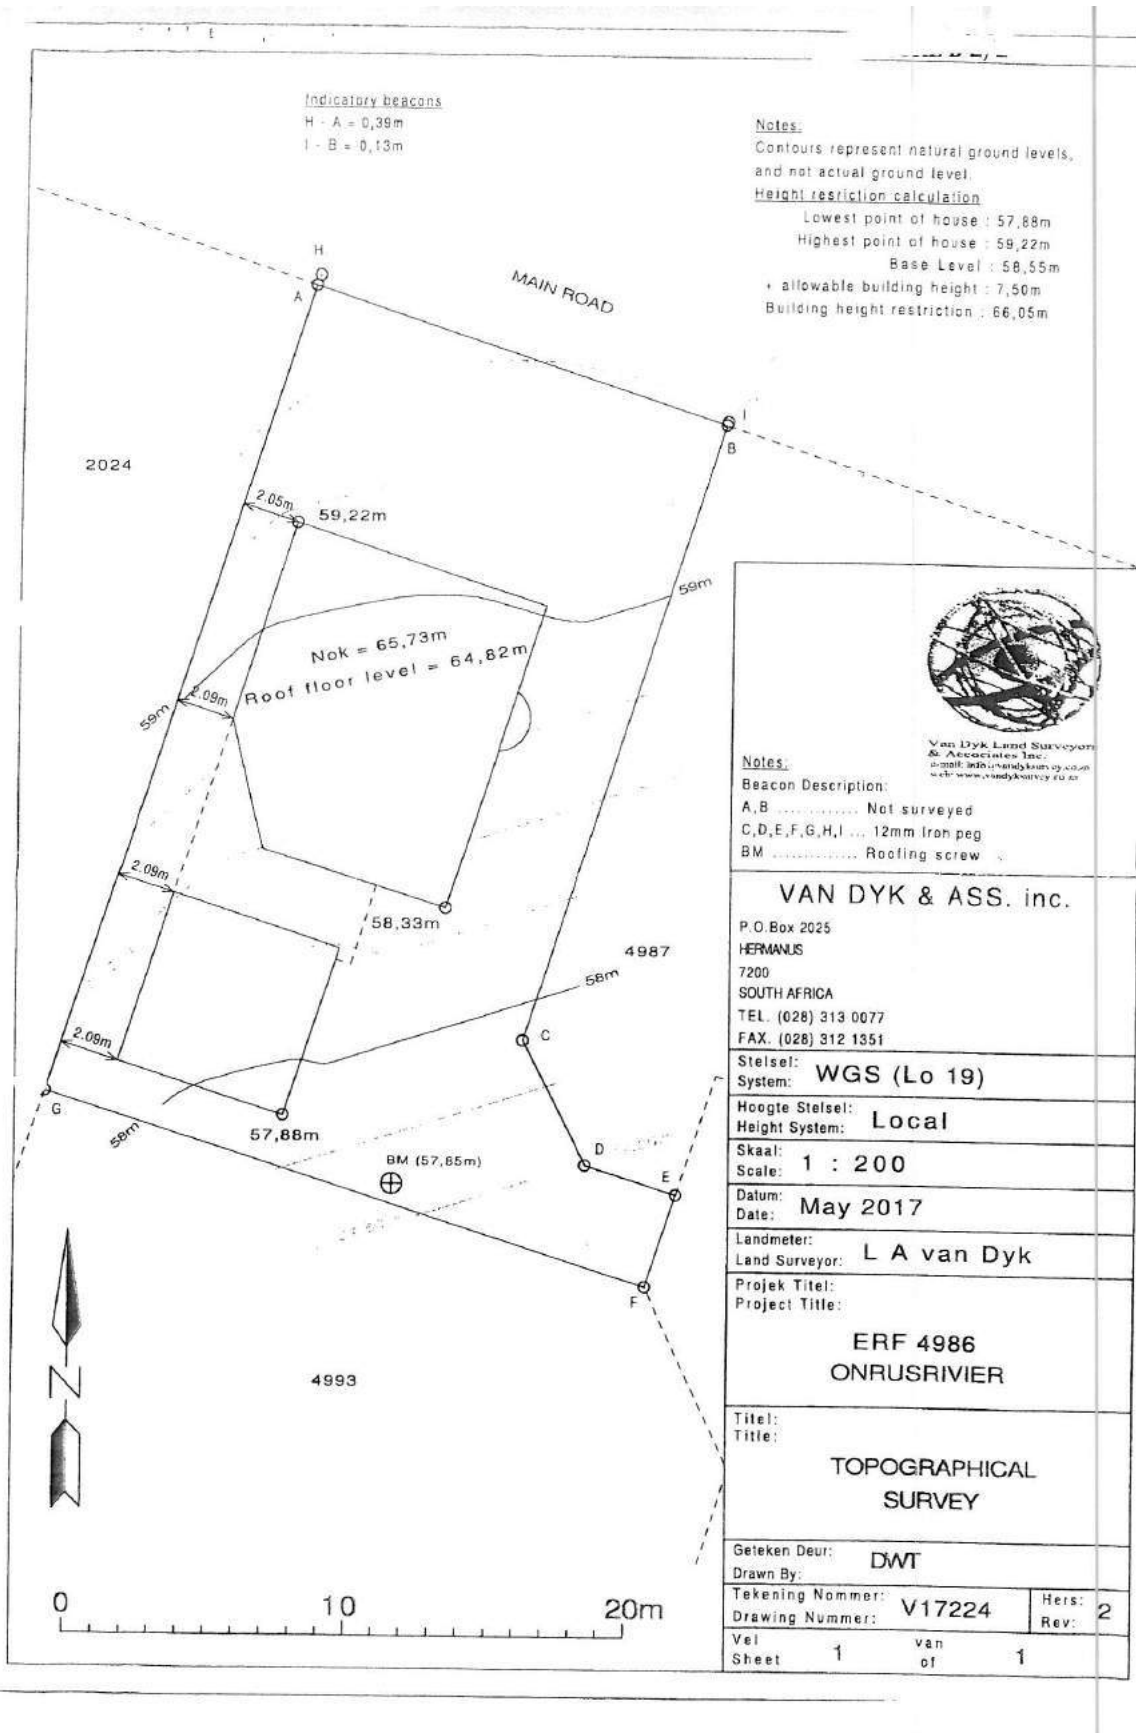 Indicatory beacons
H - A = 0,39m
I - B = 0,13m
Notes:
Contours represent natural ground levels,
and not actual ground level.
Height resriction calculation
Lowest point of house : 57,88m
Highest point of house : 59,22m
Base Level : 58,55m
+ allowable building height : 7,50m
Building height restriction : 66,05m
H
A
MAIN ROAD
I
B
2024
2.05m
59,22m
59m
Nok = 65,73m
Roof floor level = 64,82m
2.09m
59m
2.09m
58,33m
4987
58m
C
2.09m
G
58m
57,88m
BM (57,85m)
D
E
F
4993
N
0 10 20m
Van Dyk Land Surveyors
& Associates Inc.
Notes:
Beacon Description:
A,B ............ Not surveyed
C,D,E,F,G,H,I ... 12mm Iron peg
BM ............. Roofing screw
VAN DYK & ASS. inc.
P.O.Box 2025
HERMANUS
7200
SOUTH AFRICA
TEL. (028) 313 0077
FAX. (028) 312 1351
Stelsel:
System: WGS (Lo 19)
Hoogte Stelsel:
Height System: Local
Skaal:
Scale: 1 : 200
Datum:
Date: May 2017
Landmeter:
Land Surveyor: L A van Dyk
Projek Titel:
Project Title:
ERF 4986
ONRUSRIVIER
Titel:
Title:
TOPOGRAPHICAL
SURVEY
Geteken Deur:
Drawn By: DWT
Tekening Nommer:
Drawing Nummer: V17224
Hers:
Rev: 2
Vel
Sheet 1
van
of 1